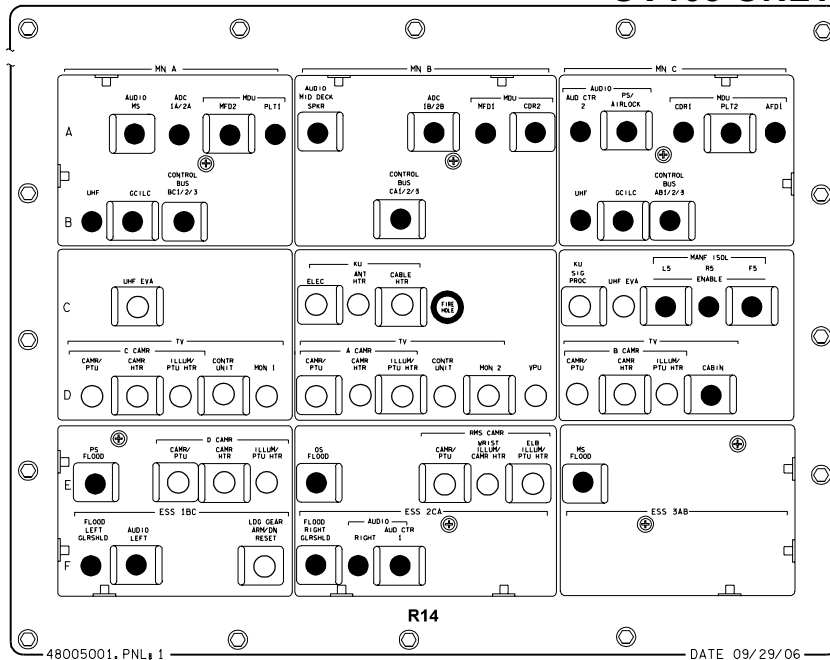 MN A
MN B
MN C
AUDIO MS
ADC 1A/2A
MDU
MFD2
PLT1
AUDIO MID DECK SPKR
ADC 1B/2B
MDU
MFD1
CDR2
AUDIO
AUD CTR 2
PS/ AIRLOCK
MDU
CDR1
PLT2
AFD1
A
UHF
GCILC
CONTROL BUS BC1/2/3
CONTROL BUS CA1/2/3
UHF
GCILC
CONTROL BUS AB1/2/3
B
UHF EVA
KU
ELEC
ANT HTR
CABLE HTR
FIRE HOLE
KU SIG PROC
UHF EVA
MANF ISOL
L5
R5
F5
ENABLE
C
TV
C CAMR
CAMR/ PTU
CAMR HTR
ILLUM/ PTU HTR
CONTR UNIT
MON 1
TV
A CAMR
CAMR/ PTU
CAMR HTR
ILLUM/ PTU HTR
CONTR UNIT
MON 2
VPU
TV
B CAMR
CAMR/ PTU
CAMR HTR
ILLUM/ PTU HTR
CABIN
D
PS FLOOD
D CAMR
CAMR/ PTU
CAMR HTR
ILLUM/ PTU HTR
OS FLOOD
RMS CAMR
CAMR/ PTU
WRIST ILLUM/ CAMR HTR
ELB ILLUM/ PTU HTR
MS FLOOD
E
ESS 1BC
ESS 2CA
ESS 3AB
FLOOD LEFT GLRSHLD
AUDIO LEFT
LDG GEAR ARM/DN RESET
FLOOD RIGHT GLRSHLD
AUDIO
RIGHT
AUD CTR 1
F
R14
48005001.PNL; 1
DATE 09/29/06